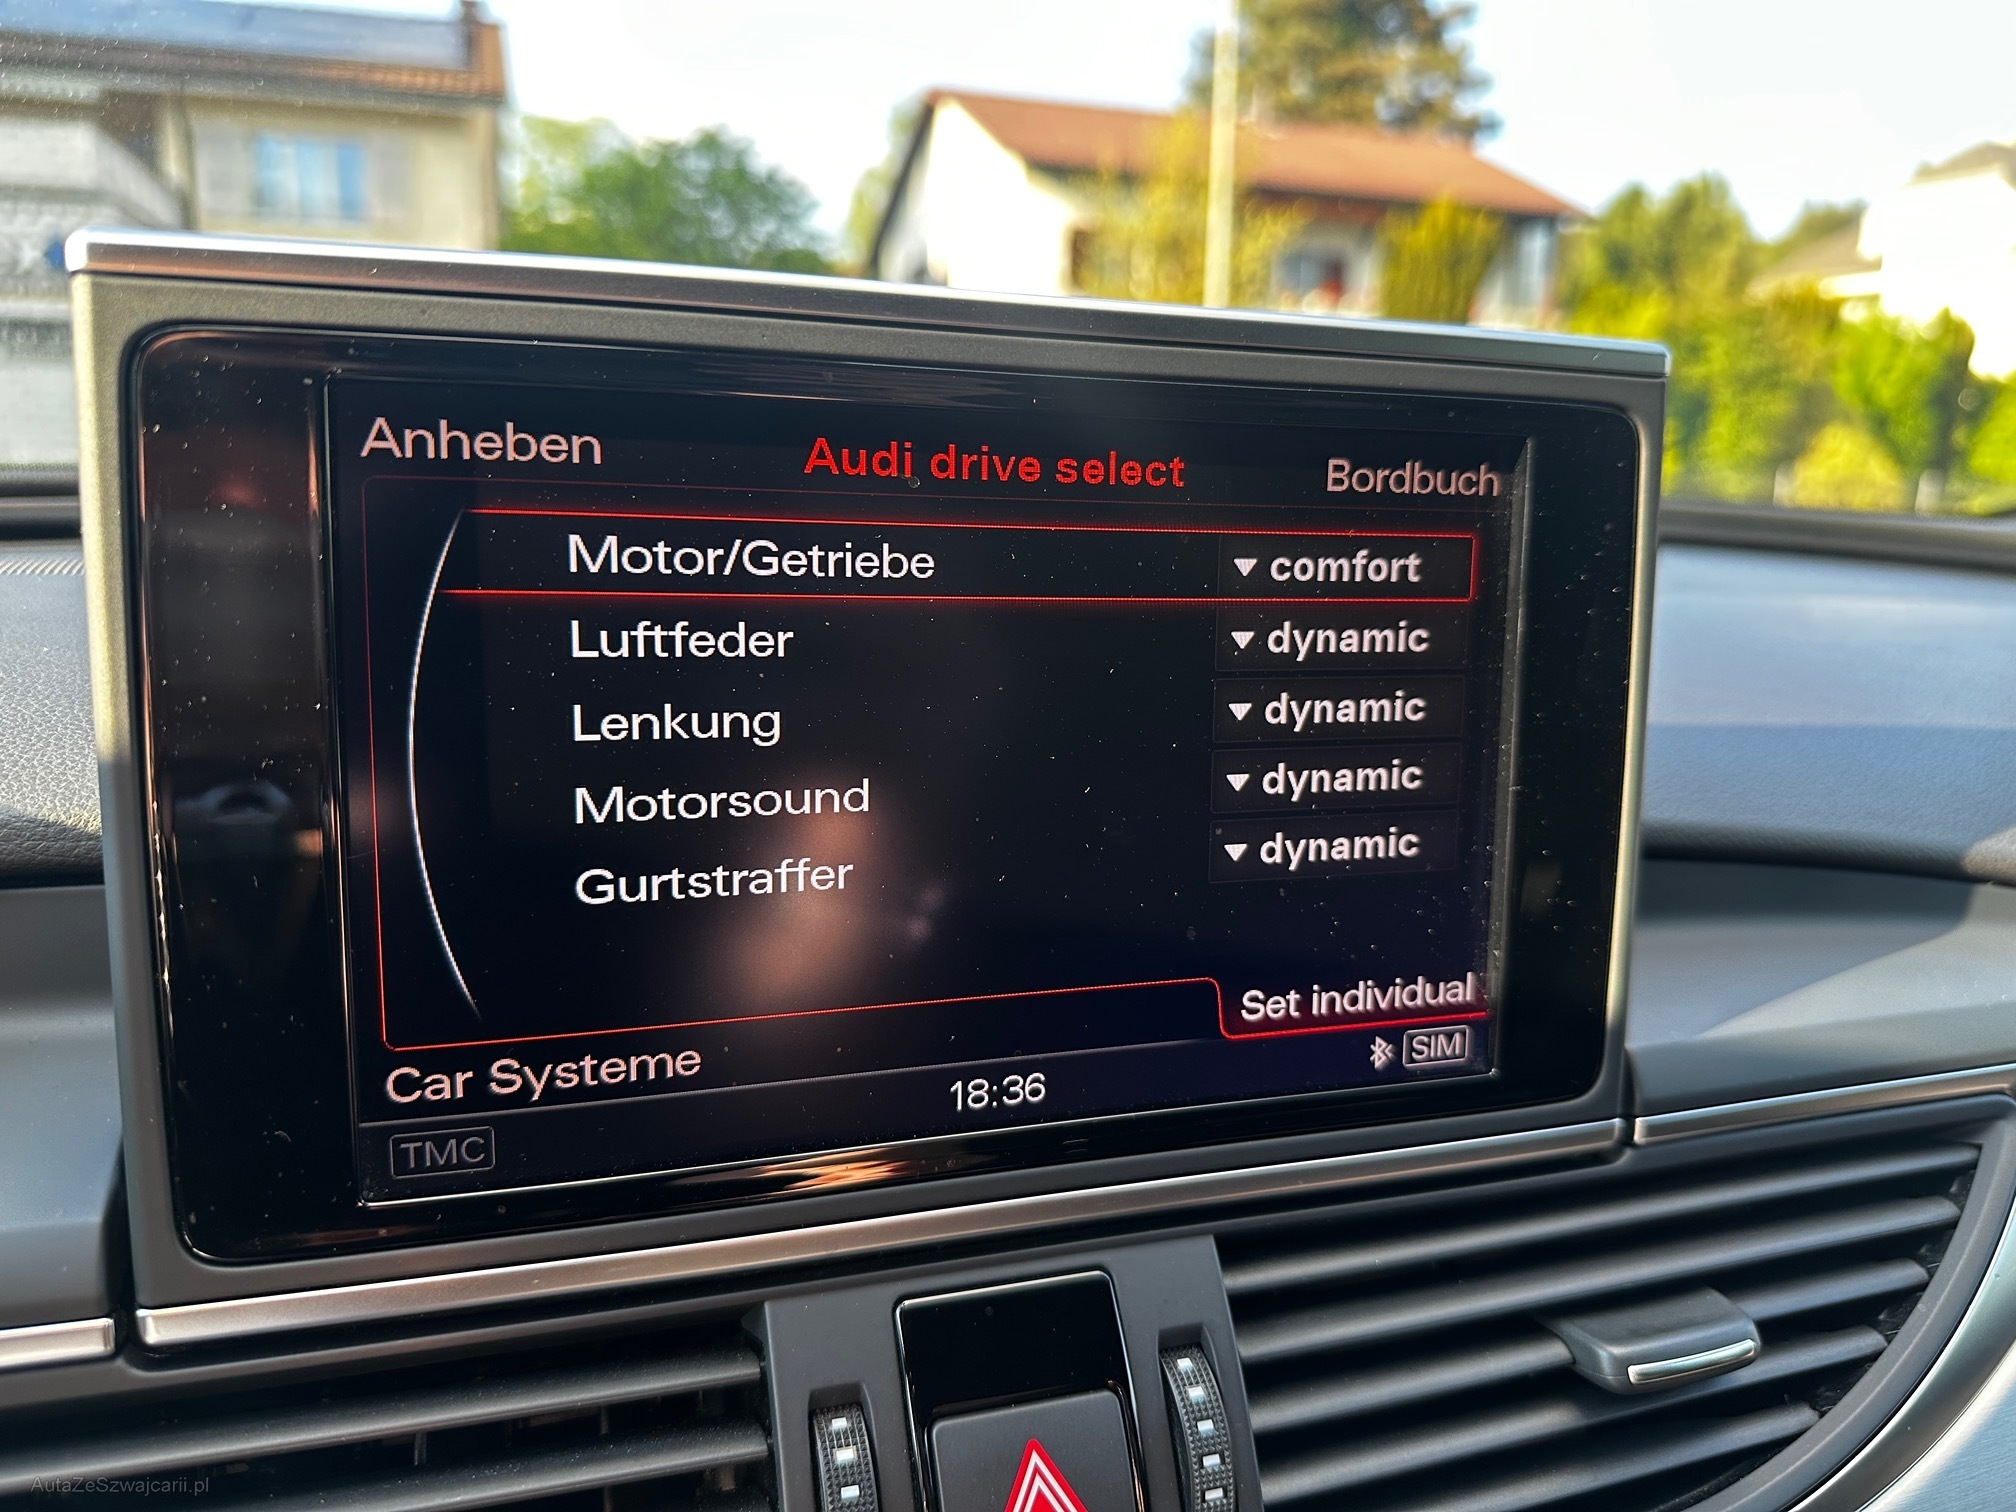 Anheben Audi drive select Bordbuch
Motor/Getriebe comfort
Luftfeder dynamic
Lenkung dynamic
Motorsound dynamic
Gurtstraffer dynamic
Set individual
Car Systeme
18:36 SIM
TMC
AutaZeSzwajcarii.pl